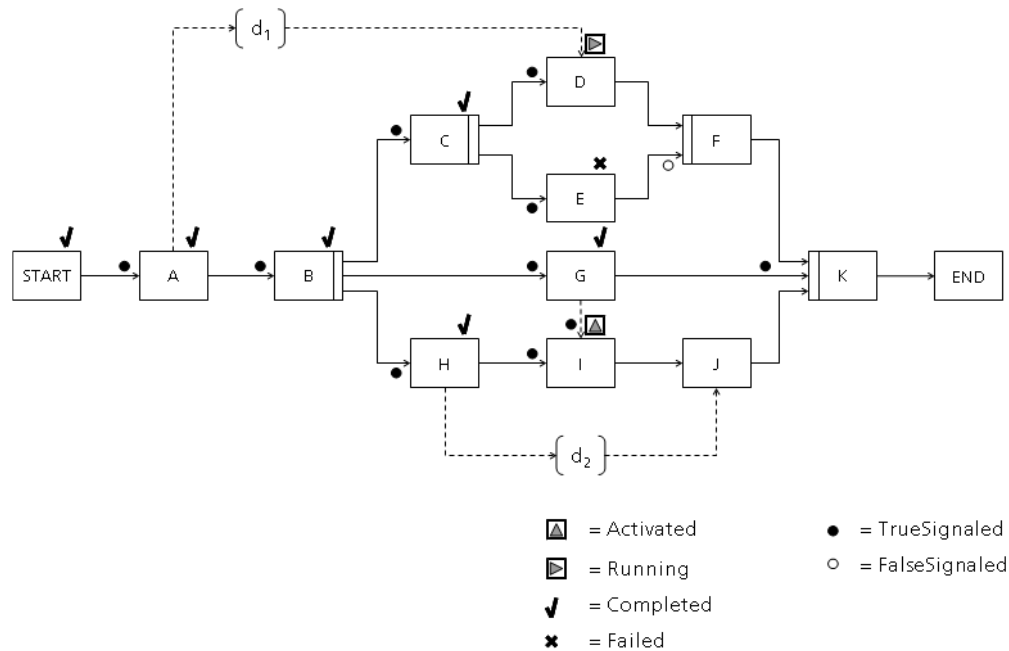 d1
D
C
F
E
START
A
B
G
K
END
H
I
J
d2
= Activated
= TrueSignaled
= Running
= FalseSignaled
= Completed
= Failed